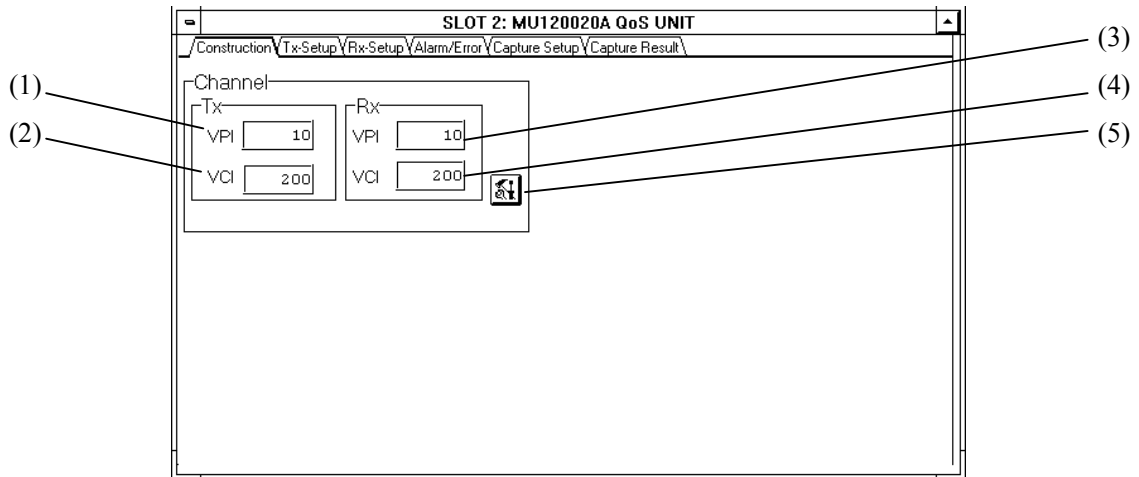 SLOT 2: MU120020A QoS UNIT
Construction Tx-Setup Rx-Setup Alarm/Error Capture Setup Capture Result
(3)
Channel
(1)
Tx Rx
(4)
VPI 10 VPI 10
(2)
(5)
VCI 200 VCI 200